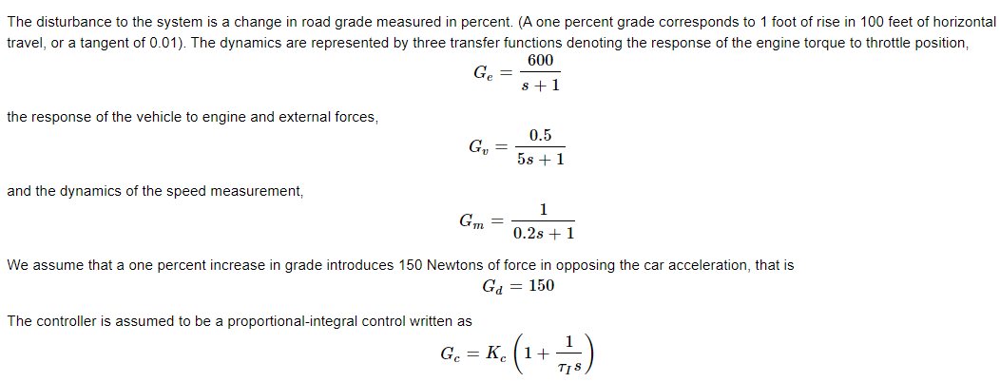 The disturbance to the system is a change in road grade measured in percent. (A one percent grade corresponds to 1 foot of rise in 100 feet of horizontal
travel, or a tangent of 0.01). The dynamics are represented by three transfer functions denoting the response of the engine torque to throttle position,
G_e = \frac{600}{s + 1}
the response of the vehicle to engine and external forces,
G_v = \frac{0.5}{5s + 1}
and the dynamics of the speed measurement,
G_m = \frac{1}{0.2s + 1}
We assume that a one percent increase in grade introduces 150 Newtons of force in opposing the car acceleration, that is
G_d = 150
The controller is assumed to be a proportional-integral control written as
G_c = K_c \left(1 + \frac{1}{\tau_I s}\right)